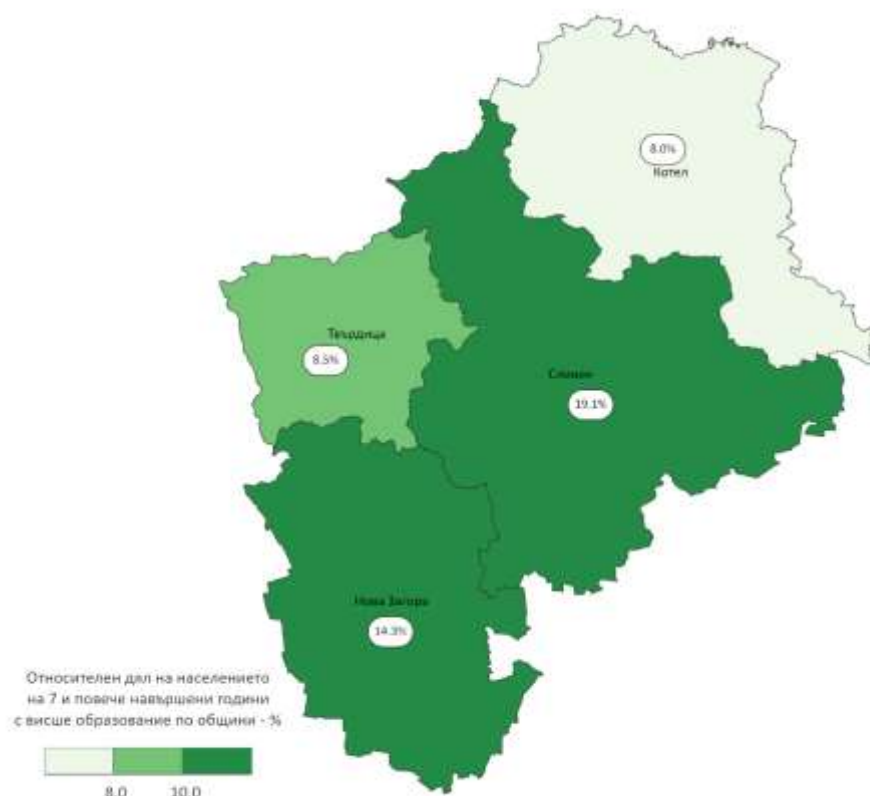 8.0%
Котел
Твърдица
8.5%
Сливен
19.1%
Нова Загора
14.3%
Относителен дял на населението
на 7 и повече навършени години
с висше образование по общини - %
8.0 10.0